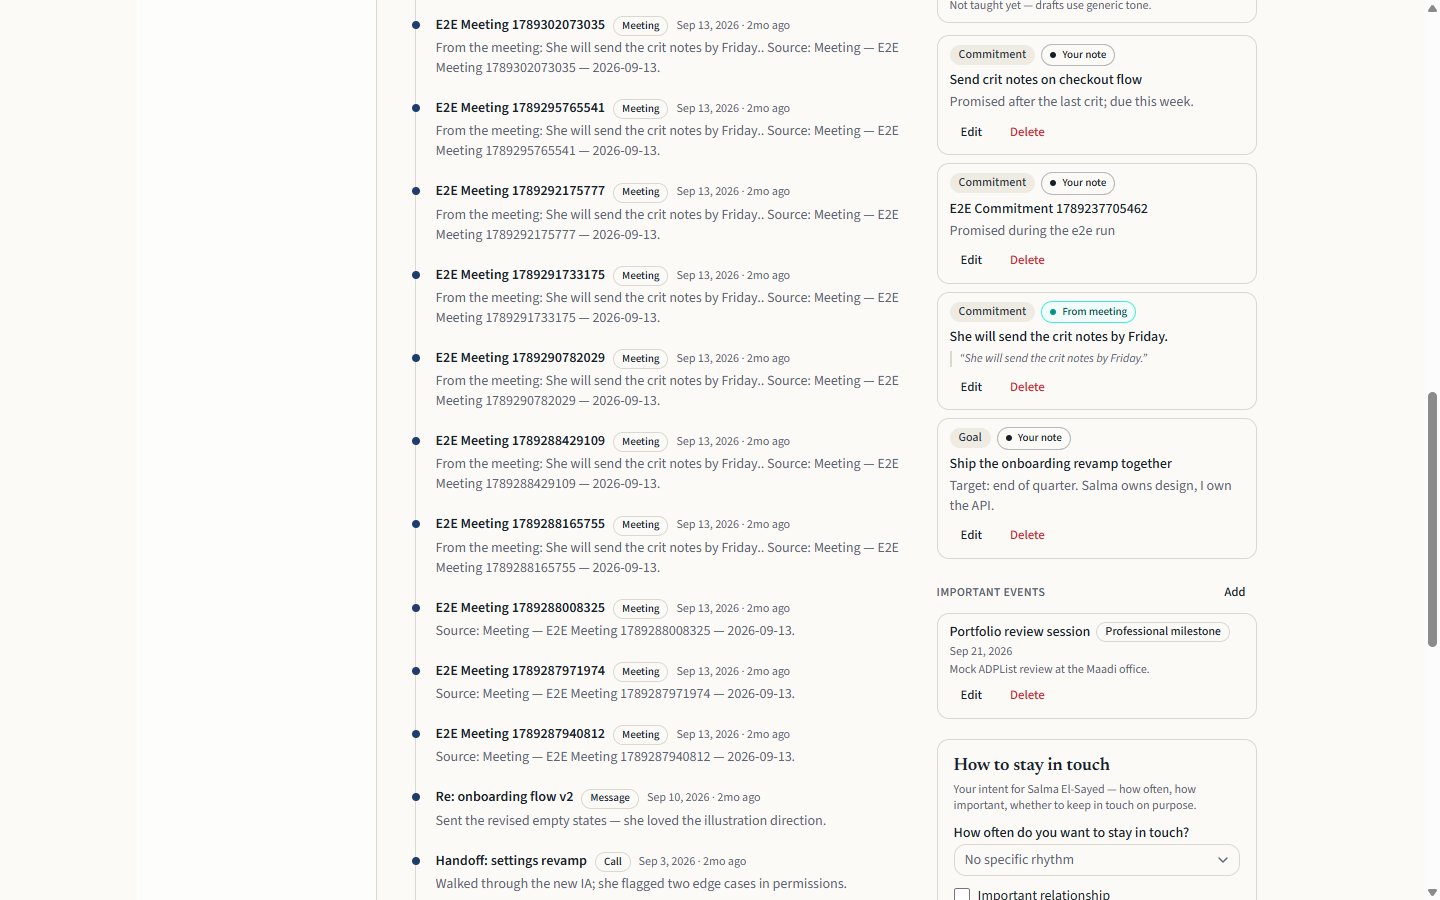 E2E Meeting 1789302073035 Meeting Sep 13, 2026 · 2mo ago
From the meeting: She will send the crit notes by Friday.. Source: Meeting — E2E
Meeting 1789302073035 — 2026-09-13.
E2E Meeting 1789295765541 Meeting Sep 13, 2026 · 2mo ago
From the meeting: She will send the crit notes by Friday.. Source: Meeting — E2E
Meeting 1789295765541 — 2026-09-13.
E2E Meeting 1789292175777 Meeting Sep 13, 2026 · 2mo ago
From the meeting: She will send the crit notes by Friday.. Source: Meeting — E2E
Meeting 1789292175777 — 2026-09-13.
E2E Meeting 1789291733175 Meeting Sep 13, 2026 · 2mo ago
From the meeting: She will send the crit notes by Friday.. Source: Meeting — E2E
Meeting 1789291733175 — 2026-09-13.
E2E Meeting 1789290782029 Meeting Sep 13, 2026 · 2mo ago
From the meeting: She will send the crit notes by Friday.. Source: Meeting — E2E
Meeting 1789290782029 — 2026-09-13.
E2E Meeting 1789288429109 Meeting Sep 13, 2026 · 2mo ago
From the meeting: She will send the crit notes by Friday.. Source: Meeting — E2E
Meeting 1789288429109 — 2026-09-13.
E2E Meeting 1789288165755 Meeting Sep 13, 2026 · 2mo ago
From the meeting: She will send the crit notes by Friday.. Source: Meeting — E2E
Meeting 1789288165755 — 2026-09-13.
E2E Meeting 1789288008325 Meeting Sep 13, 2026 · 2mo ago
Source: Meeting — E2E Meeting 1789288008325 — 2026-09-13.
E2E Meeting 1789287971974 Meeting Sep 13, 2026 · 2mo ago
Source: Meeting — E2E Meeting 1789287971974 — 2026-09-13.
E2E Meeting 1789287940812 Meeting Sep 13, 2026 · 2mo ago
Source: Meeting — E2E Meeting 1789287940812 — 2026-09-13.
Re: onboarding flow v2 Message Sep 10, 2026 · 2mo ago
Sent the revised empty states — she loved the illustration direction.
Handoff: settings revamp Call Sep 3, 2026 · 2mo ago
Walked through the new IA; she flagged two edge cases in permissions.
Not taught yet — drafts use generic tone.
Commitment Your note
Send crit notes on checkout flow
Promised after the last crit; due this week.
Edit Delete
Commitment Your note
E2E Commitment 1789237705462
Promised during the e2e run
Edit Delete
Commitment From meeting
She will send the crit notes by Friday.
“She will send the crit notes by Friday.”
Edit Delete
Goal Your note
Ship the onboarding revamp together
Target: end of quarter. Salma owns design, I own
the API.
Edit Delete
IMPORTANT EVENTS Add
Portfolio review session Professional milestone
Sep 21, 2026
Mock ADPList review at the Maadi office.
Edit Delete
How to stay in touch
Your intent for Salma El-Sayed — how often, how
important, whether to keep in touch on purpose.
How often do you want to stay in touch?
No specific rhythm
Important relationship